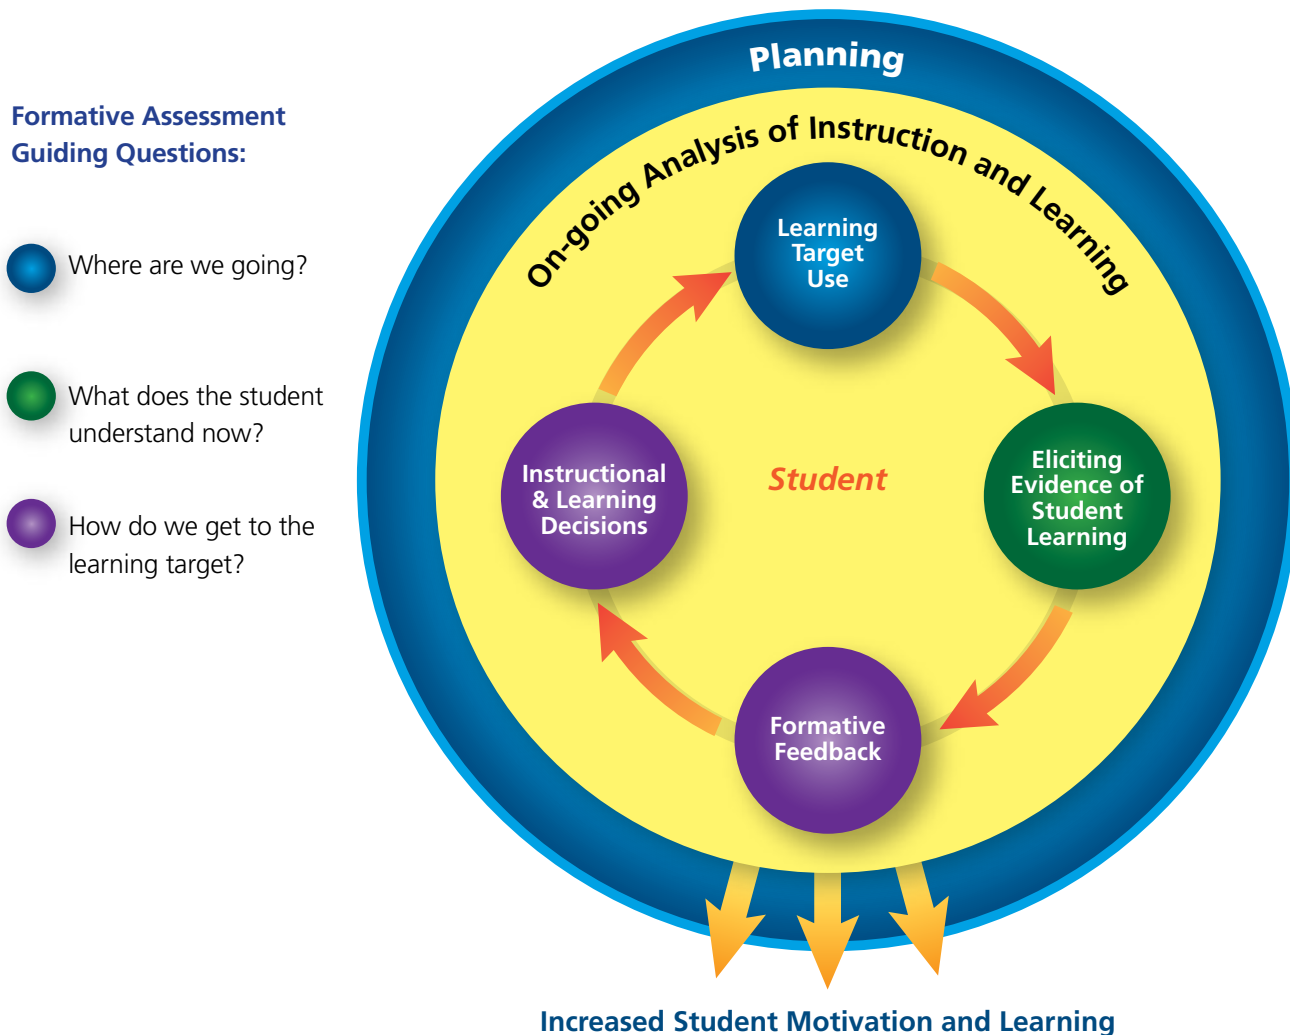 Formative Assessment
Guiding Questions:
Where are we going?
What does the student
understand now?
How do we get to the
learning target?
Planning
On-going Analysis of Instruction and Learning
Learning
Target
Use
Eliciting
Evidence of
Student
Learning
Formative
Feedback
Instructional
& Learning
Decisions
Student
Increased Student Motivation and Learning